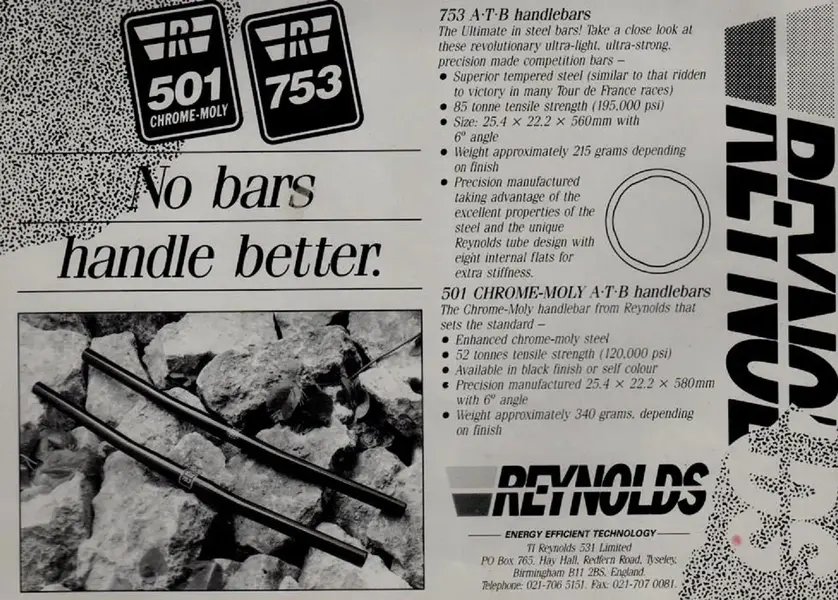 R
501
CHROME-MOLY
R
753
No bars
handle better.
753 A·T·B handlebars
The Ultimate in steel bars! Take a close look at
these revolutionary ultra-light, ultra-strong,
precision made competition bars –
● Superior tempered steel (similar to that ridden
to victory in many Tour de France races)
● 85 tonne tensile strength (195,000 psi)
● Size: 25.4 × 22.2 × 560mm with
6° angle
● Weight approximately 215 grams depending
on finish
● Precision manufactured
taking advantage of the
excellent properties of the
steel and the unique
Reynolds tube design with
eight internal flats for
extra stiffness.
501 CHROME-MOLY A·T·B handlebars
The Chrome-Moly handlebar from Reynolds that
sets the standard –
● Enhanced chrome-moly steel
● 52 tonnes tensile strength (120,000 psi)
● Available in black finish or self colour
● Precision manufactured 25.4 × 22.2 × 580mm
with 6° angle
● Weight approximately 340 grams, depending
on finish
REYNOLDS
ENERGY EFFICIENT TECHNOLOGY
TI Reynolds 531 Limited
PO Box 765, Hay Hall, Redfern Road, Tyseley,
Birmingham B11 2BS, England.
Telephone: 021-706 5151. Fax: 021-707 0081.
REYNOLDS
REYNOLDS